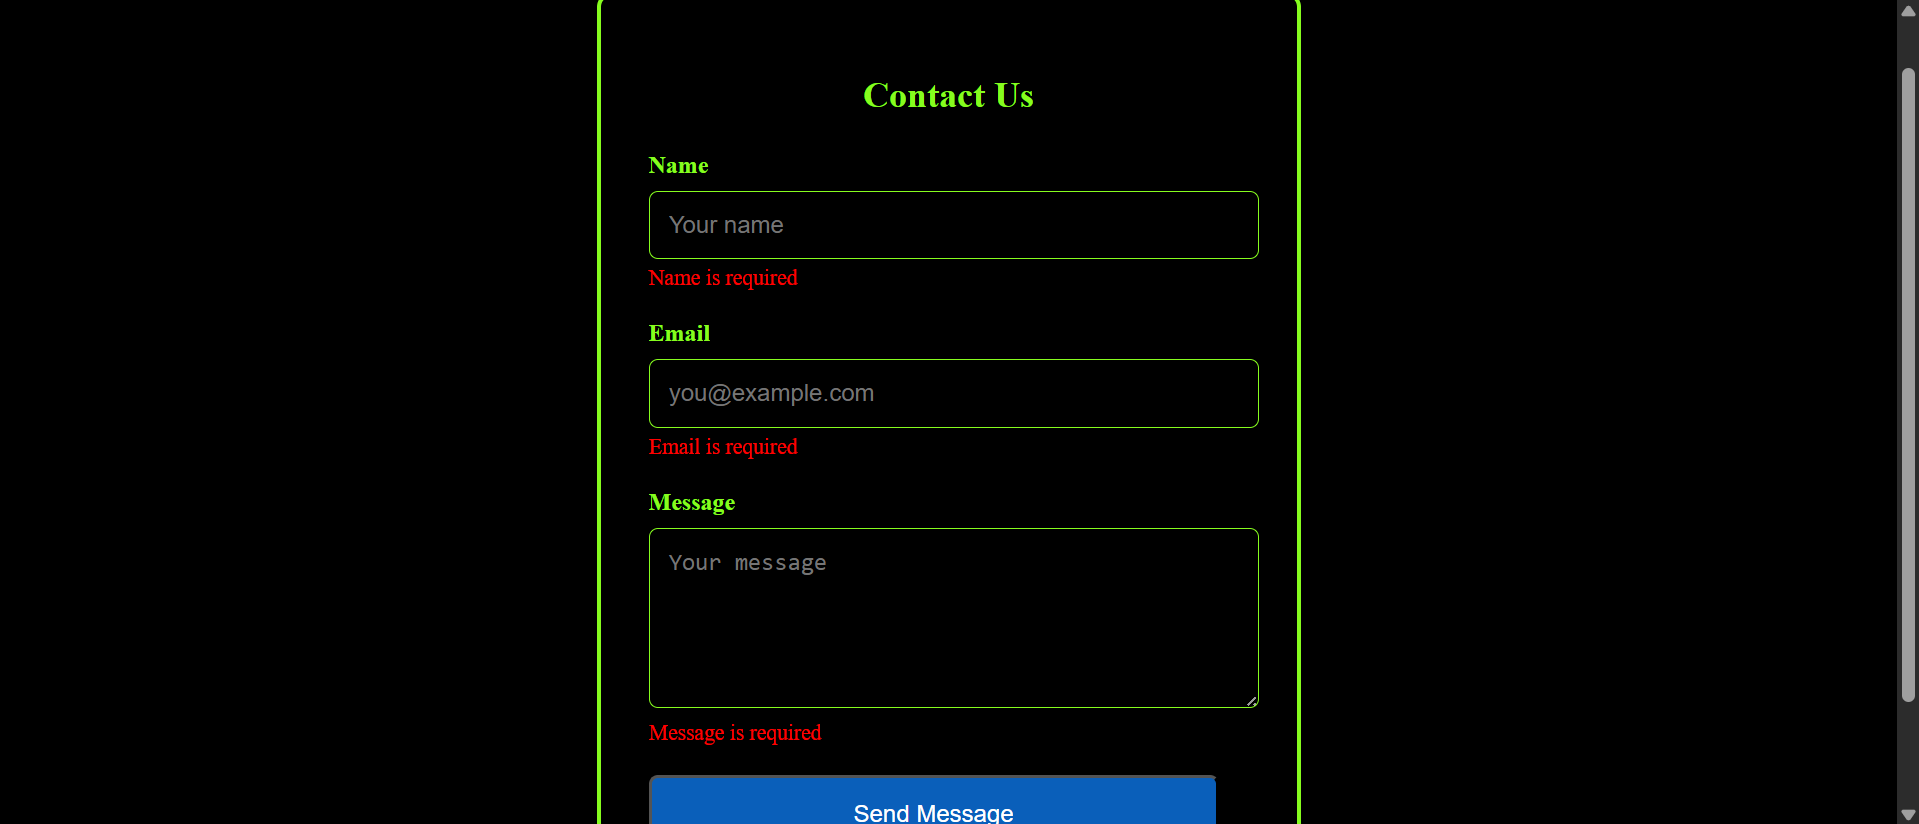 Contact Us
Name
Your name
Name is required
Email
you@example.com
Email is required
Message
Your message
Message is required
Send Message